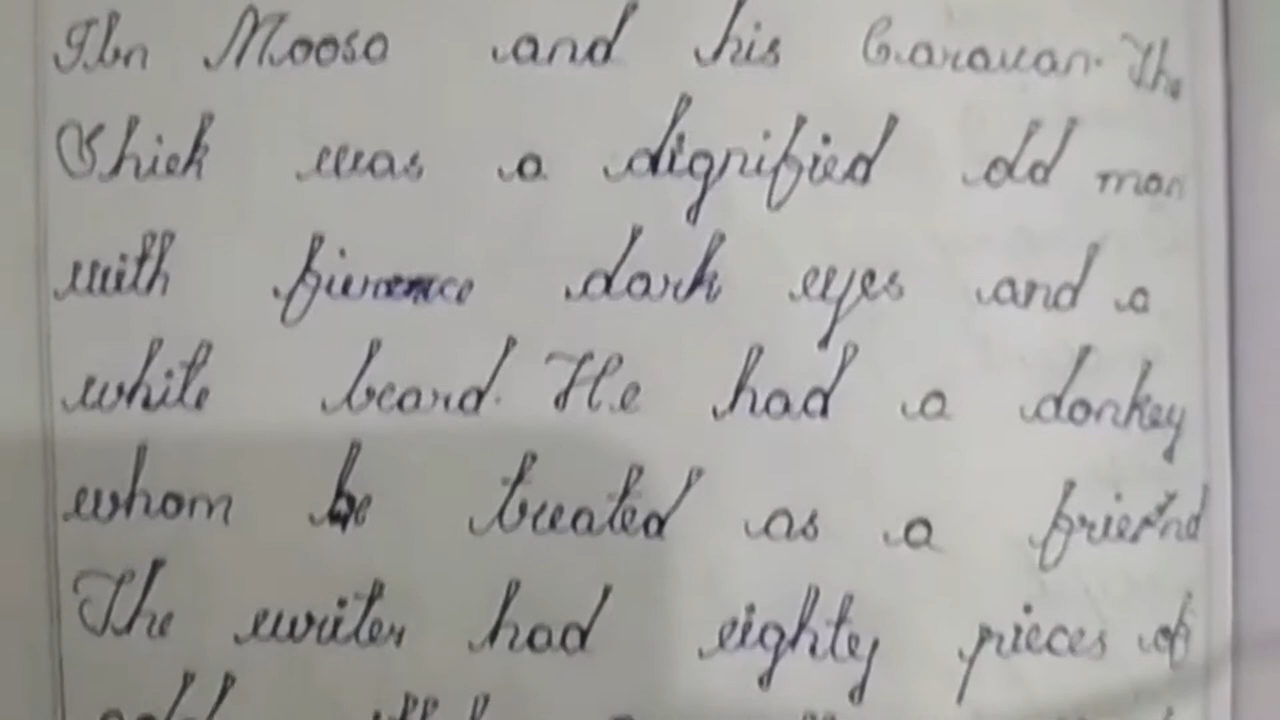 Ibn Moosa and his Caravan. The
Shiek was a dignified old man
with fierce dark eyes and a
white beard. He had a donkey
whom he treated as a friend
The writer had eighty pieces of